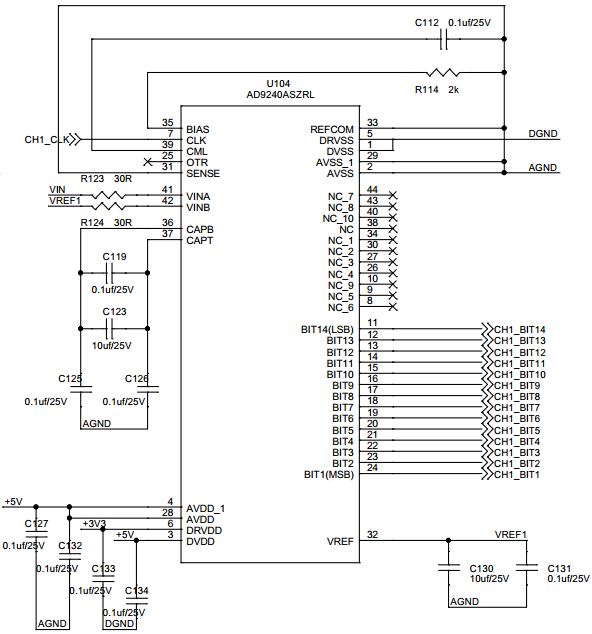 C112 0.1uf/25V
R114 2k
U104
AD9240ASZRL
CH1_CLK
35 BIAS
7 CLK
39 CML
25 OTR
31 SENSE
REFCOM 33
DRVSS 5 DGND
DVSS 1
AVSS_1 29
AVSS 2 AGND
R123 30R
VIN 41 VINA
VREF1 42 VINB
R124 30R
36 CAPB
37 CAPT
NC_7 44
NC_8 43
NC_10 40
NC 38
NC_1 34
NC_2 30
NC_3 27
NC_4 26
NC_9 10
NC_5 9
NC_6 8
C119
0.1uf/25V
C123
10uf/25V
C125 C126
0.1uf/25V 0.1uf/25V
AGND
BIT14(LSB) 11 CH1_BIT14
BIT13 12 CH1_BIT13
BIT12 13 CH1_BIT12
BIT11 14 CH1_BIT11
BIT10 15 CH1_BIT10
BIT9 16 CH1_BIT9
BIT8 17 CH1_BIT8
BIT7 18 CH1_BIT7
BIT6 19 CH1_BIT6
BIT5 20 CH1_BIT5
BIT4 21 CH1_BIT4
BIT3 22 CH1_BIT3
BIT2 23 CH1_BIT2
BIT1(MSB) 24 CH1_BIT1
+5V 4 AVDD_1
28 AVDD
+3V3 6 DRVDD
+5V 3 DVDD
C127
0.1uf/25V
C132
0.1uf/25V
C133
0.1uf/25V
C134
0.1uf/25V
AGND DGND
VREF 32 VREF1
C130 C131
10uf/25V 0.1uf/25V
AGND